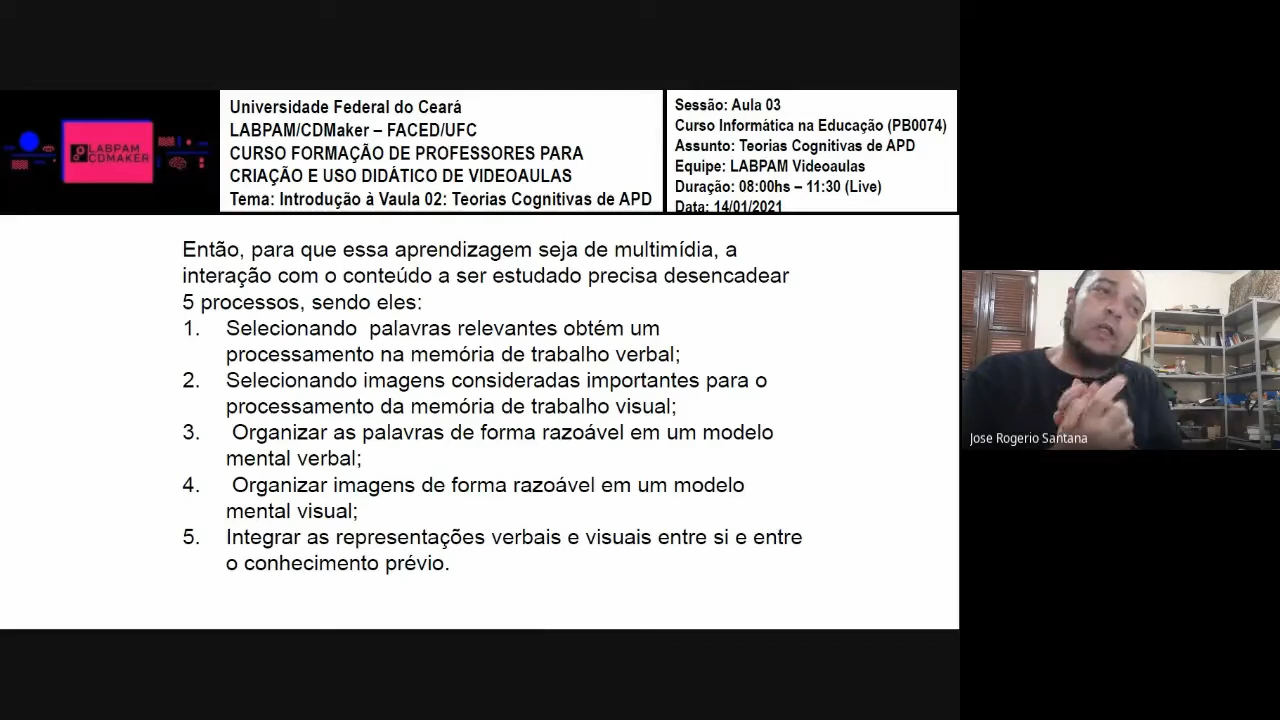 LABPAM
CDMAKER
Universidade Federal do Ceará
LABPAM/CDMaker – FACED/UFC
CURSO FORMAÇÃO DE PROFESSORES PARA
CRIAÇÃO E USO DIDÁTICO DE VIDEOAULAS
Tema: Introdução à Vaula 02: Teorias Cognitivas de APD
Sessão: Aula 03
Curso Informática na Educação (PB0074)
Assunto: Teorias Cognitivas de APD
Equipe: LABPAM Videoaulas
Duração: 08:00hs – 11:30 (Live)
Data: 14/01/2021
Então, para que essa aprendizagem seja de multimídia, a
interação com o conteúdo a ser estudado precisa desencadear
5 processos, sendo eles:
1. Selecionando palavras relevantes obtém um
processamento na memória de trabalho verbal;
2. Selecionando imagens consideradas importantes para o
processamento da memória de trabalho visual;
3. Organizar as palavras de forma razoável em um modelo
mental verbal;
4. Organizar imagens de forma razoável em um modelo
mental visual;
5. Integrar as representações verbais e visuais entre si e entre
o conhecimento prévio.
Jose Rogerio Santana